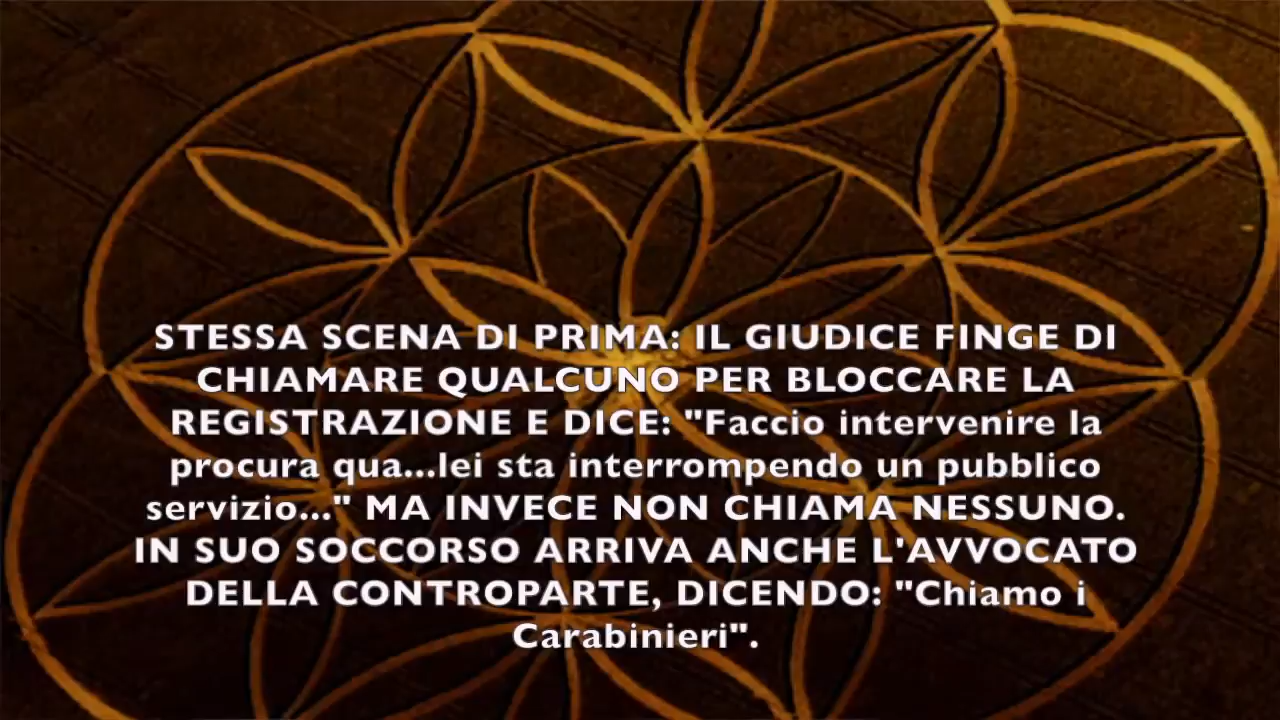 STESSA SCENA DI PRIMA: IL GIUDICE FINGE DI
CHIAMARE QUALCUNO PER BLOCCARE LA
REGISTRAZIONE E DICE: "Faccio intervenire la
procura qua...lei sta interrompendo un pubblico
servizio..." MA INVECE NON CHIAMA NESSUNO.
IN SUO SOCCORSO ARRIVA ANCHE L'AVVOCATO
DELLA CONTROPARTE, DICENDO: "Chiamo i
Carabinieri".